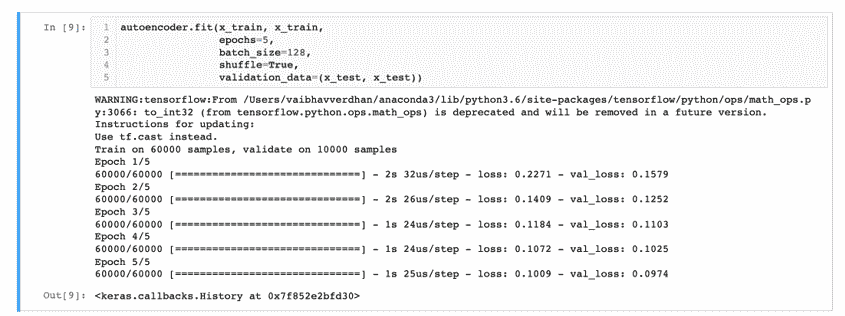 In [9]: 1 autoencoder.fit(x_train, x_train,
2 epochs=5,
3 batch_size=128,
4 shuffle=True,
5 validation_data=(x_test, x_test))
WARNING:tensorflow:From /Users/vaibhavverdhan/anaconda3/lib/python3.6/site-packages/tensorflow/python/ops/math_ops.p
y:3066: to_int32 (from tensorflow.python.ops.math_ops) is deprecated and will be removed in a future version.
Instructions for updating:
Use tf.cast instead.
Train on 60000 samples, validate on 10000 samples
Epoch 1/5
60000/60000 [==============================] - 2s 32us/step - loss: 0.2271 - val_loss: 0.1579
Epoch 2/5
60000/60000 [==============================] - 2s 26us/step - loss: 0.1409 - val_loss: 0.1252
Epoch 3/5
60000/60000 [==============================] - 1s 24us/step - loss: 0.1184 - val_loss: 0.1103
Epoch 4/5
60000/60000 [==============================] - 1s 24us/step - loss: 0.1072 - val_loss: 0.1025
Epoch 5/5
60000/60000 [==============================] - 1s 25us/step - loss: 0.1009 - val_loss: 0.0974
Out[9]: <keras.callbacks.History at 0x7f852e2bfd30>